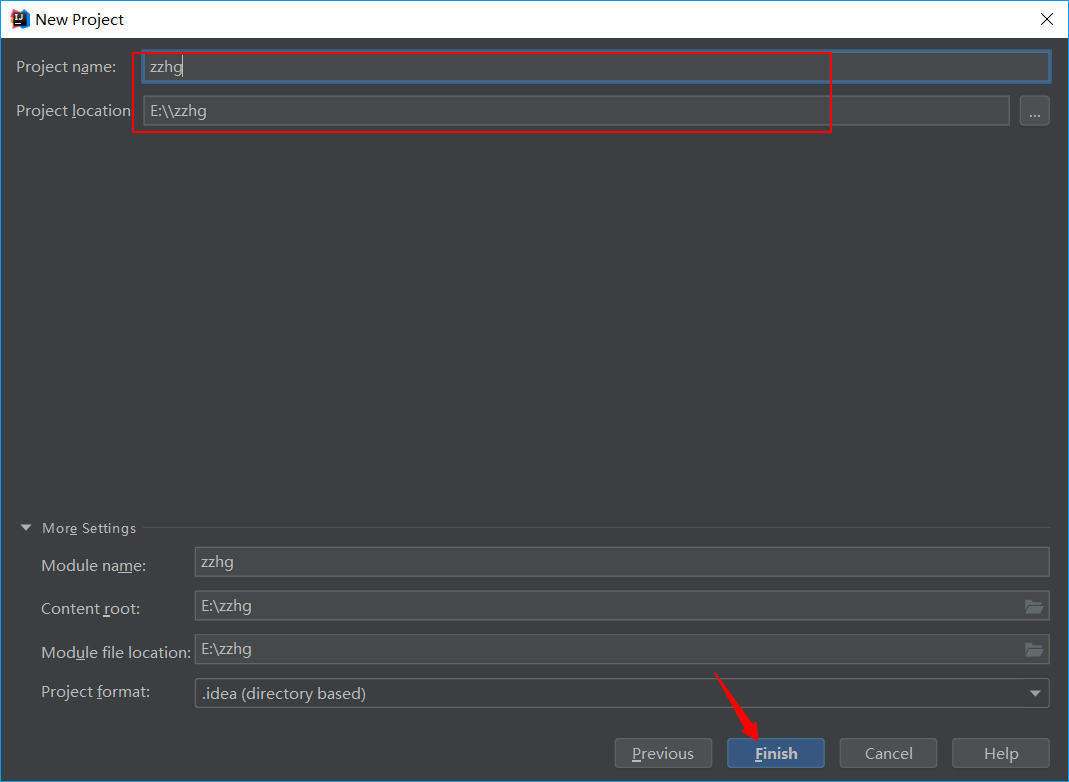 New Project
Project name: zzhg
Project location E:\\zzhg
...
More Settings
Module name: zzhg
Content root: E:\zzhg
Module file location: E:\zzhg
Project format: .idea (directory based)
Previous Finish Cancel Help